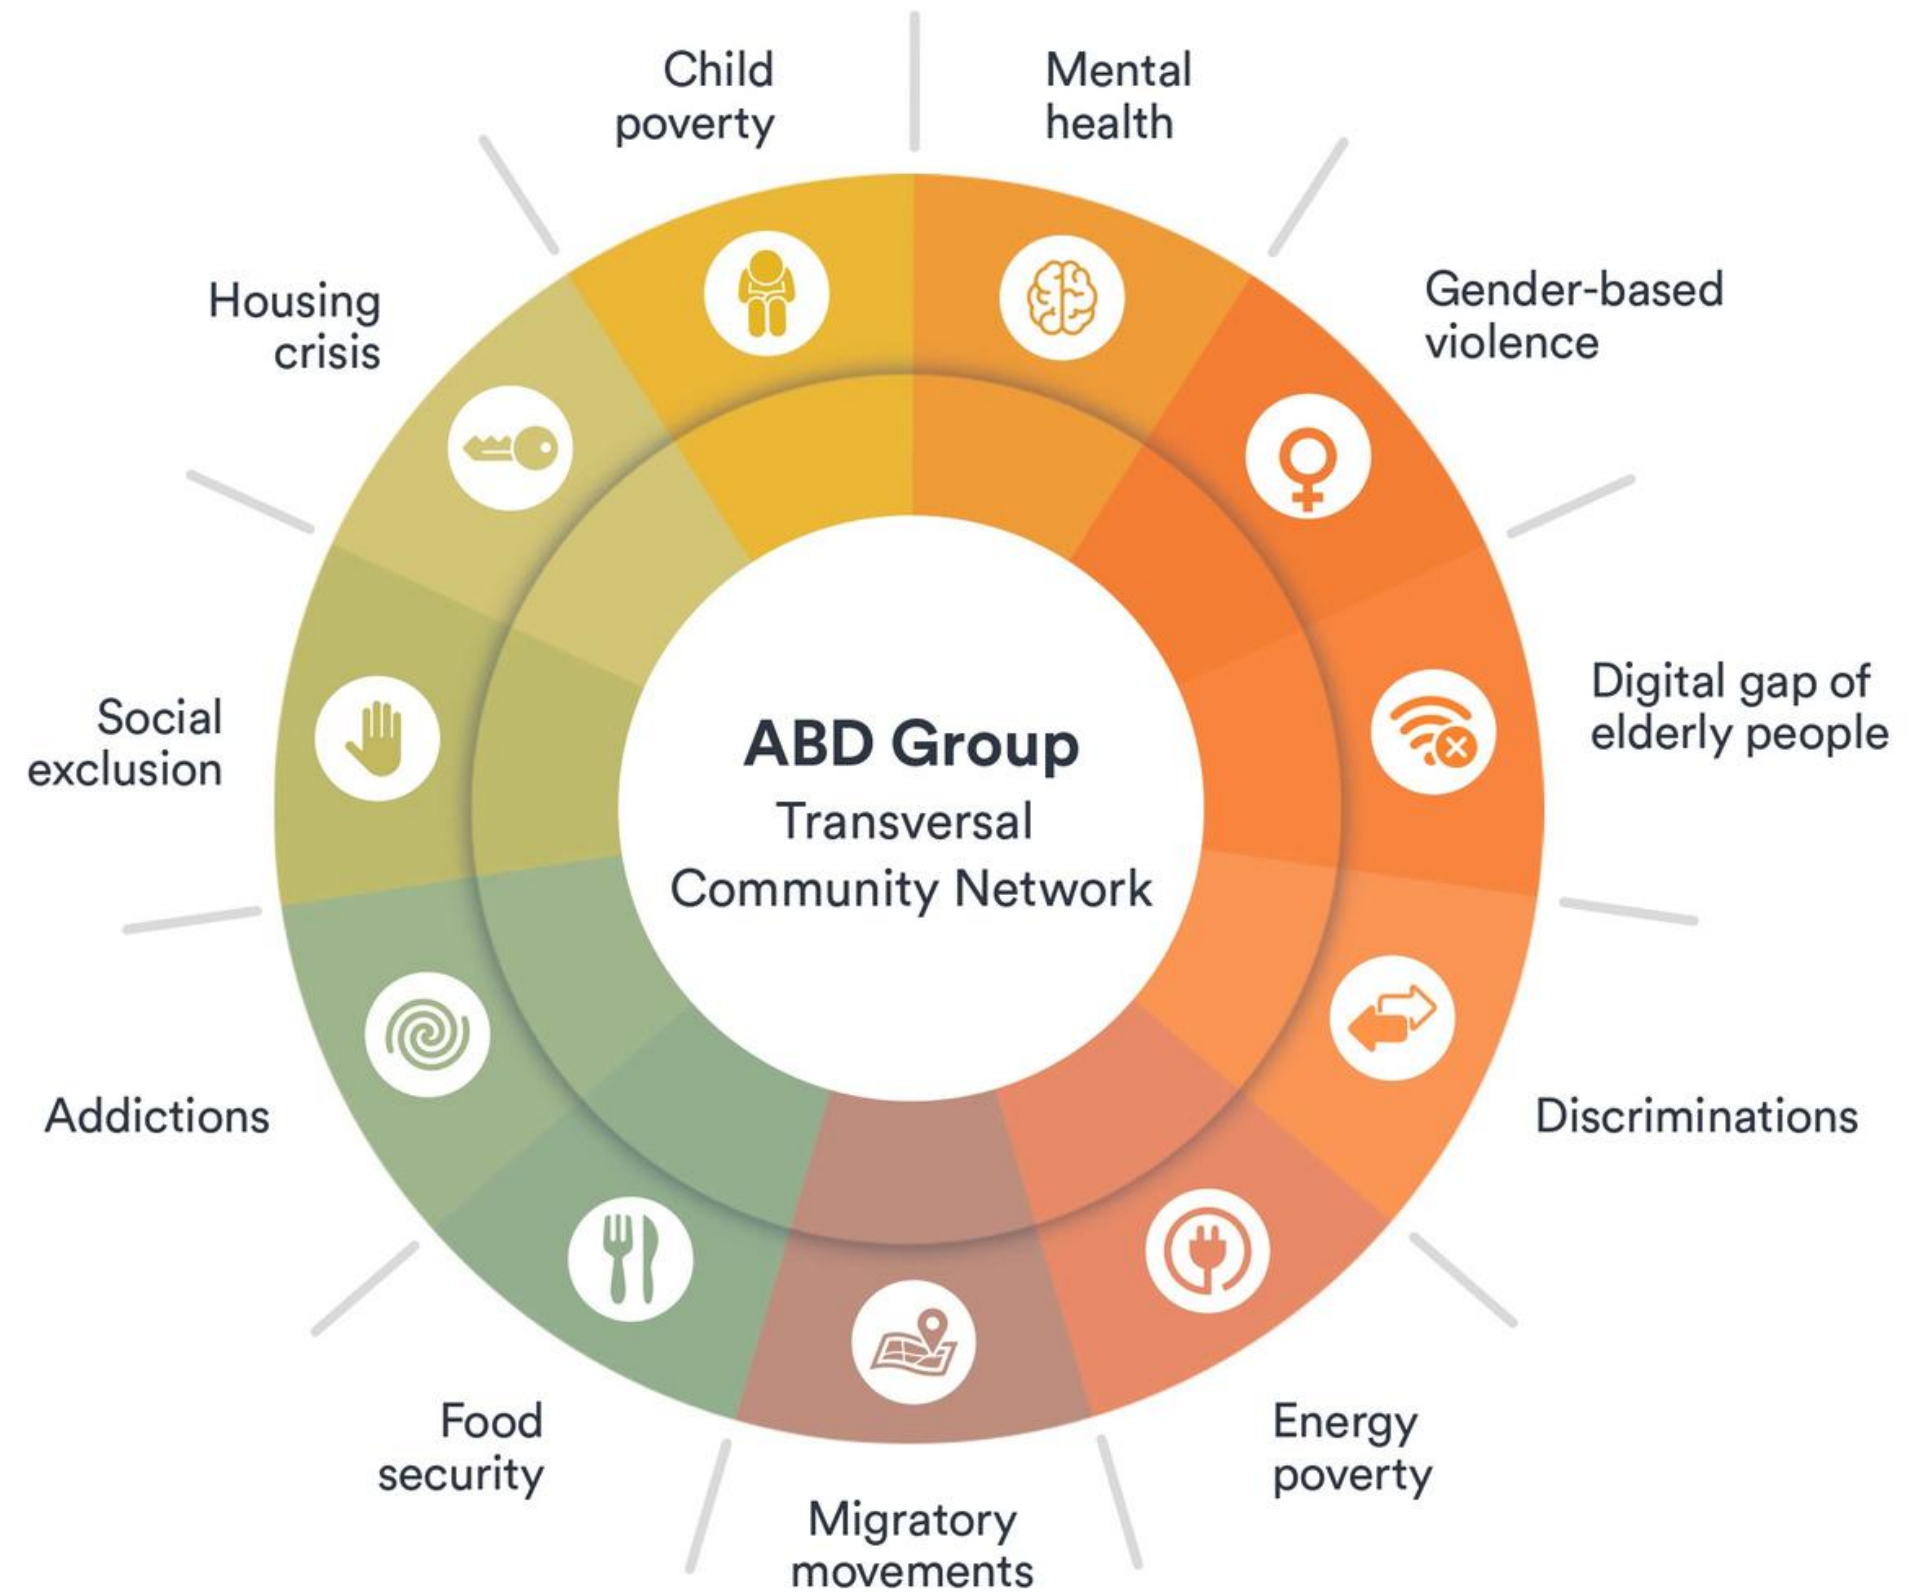 Child
poverty
Mental
health
Gender-based
violence
Digital gap of
elderly people
Discriminations
Energy
poverty
Migratory
movements
Food
security
Addictions
Social
exclusion
Housing
crisis
ABD Group
Transversal
Community Network